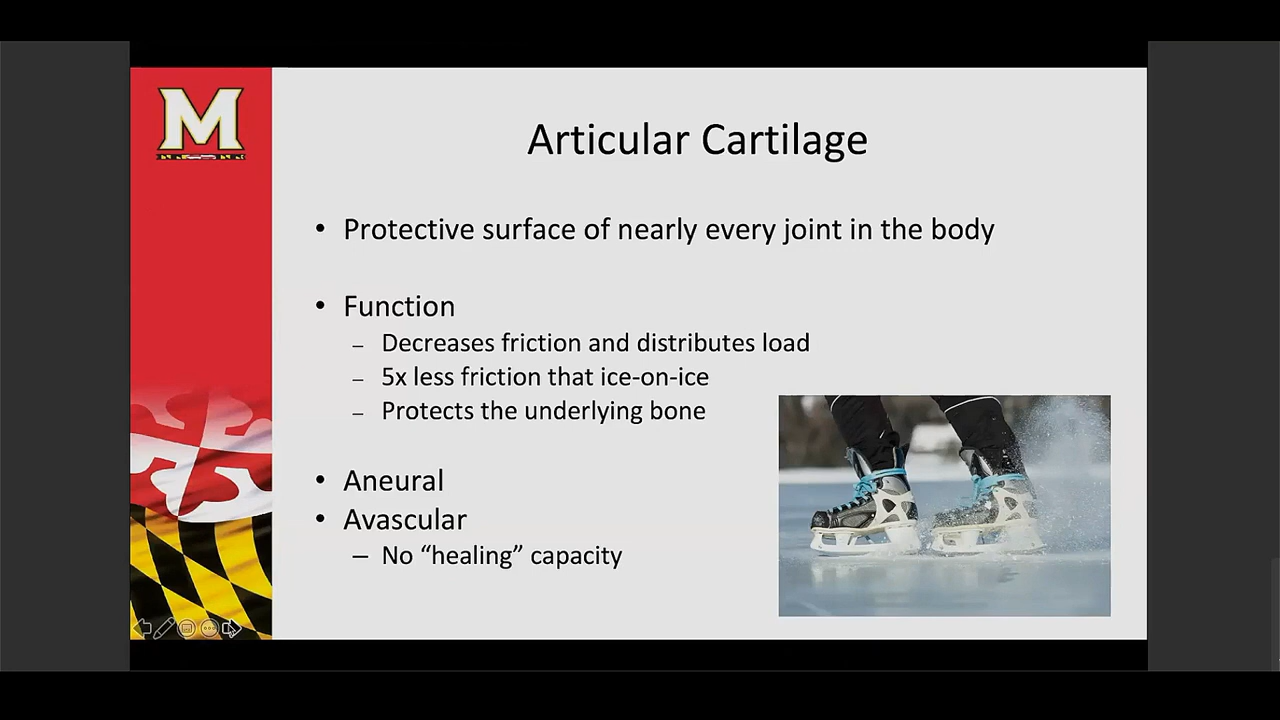 M
Articular Cartilage
• Protective surface of nearly every joint in the body
• Function
– Decreases friction and distributes load
– 5x less friction that ice-on-ice
– Protects the underlying bone
• Aneural
• Avascular
– No “healing” capacity